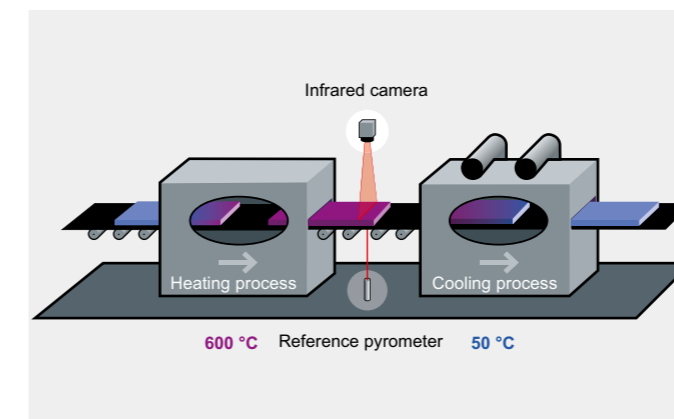 Infrared camera
Heating process
Cooling process
600 °C
Reference pyrometer
50 °C